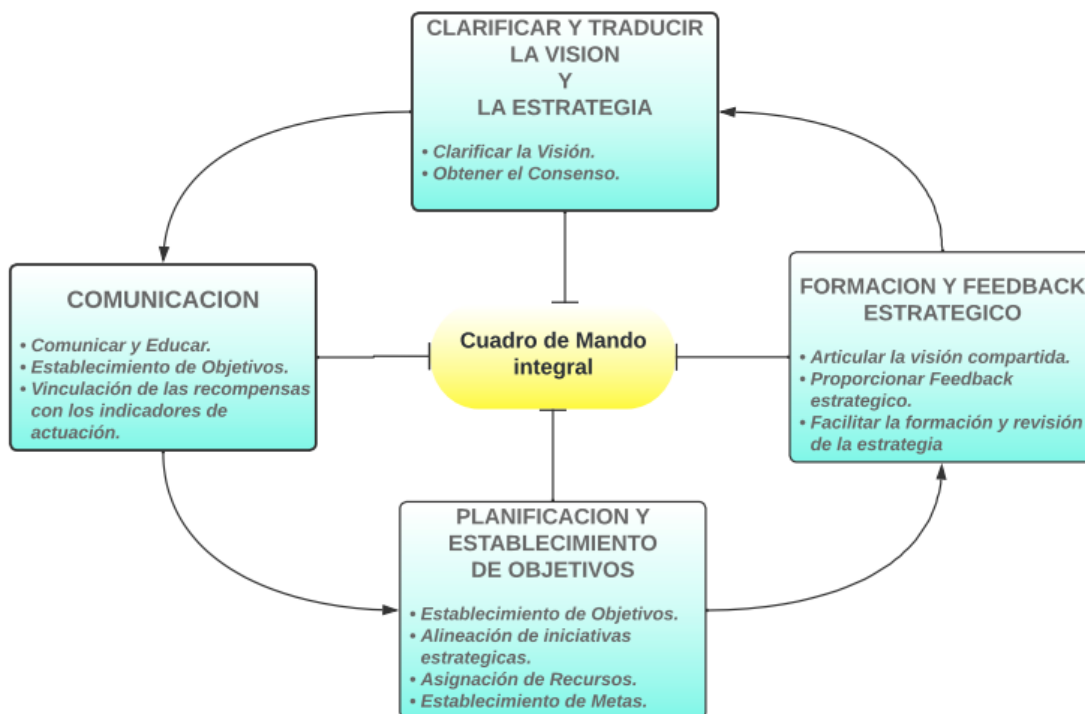 CLARIFICAR Y TRADUCIR
LA VISION
Y
LA ESTRATEGIA
• Clarificar la Visión.
• Obtener el Consenso.
COMUNICACION
• Comunicar y Educar.
• Establecimiento de Objetivos.
• Vinculación de las recompensas
con los indicadores de
actuación.
Cuadro de Mando
integral
FORMACION Y FEEDBACK
ESTRATEGICO
• Articular la visión compartida.
• Proporcionar Feedback
estrategico.
• Facilitar la formación y revisión
de la estrategia
PLANIFICACION Y
ESTABLECIMIENTO
DE OBJETIVOS
• Establecimiento de Objetivos.
• Alineación de iniciativas
estrategicas.
• Asignación de Recursos.
• Establecimiento de Metas.